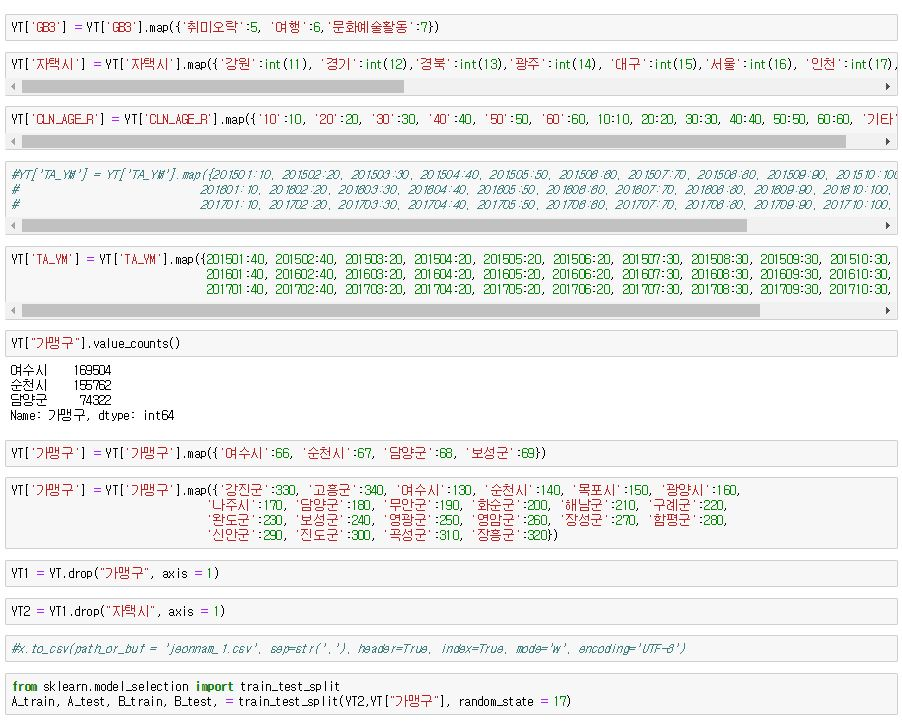 YT['GB3'] = YT['GB3'].map({'취미오락':5, '여행':6,'문화예술활동':7})
YT['자택시'] = YT['자택시'].map({'강원':int(11), '경기':int(12),'경북':int(13),'광주':int(14), '대구':int(15),'서울':int(16), '인천':int(17),
YT['CLN_AGE_R'] = YT['CLN_AGE_R'].map({'10':10, '20':20, '30':30, '40':40, '50':50, '60':60, 10:10, 20:20, 30:30, 40:40, 50:50, 60:60, '기타'
#YT['TA_YM'] = YT['TA_YM'].map({201501:10, 201502:20, 201503:30, 201504:40, 201505:50, 201506:60, 201507:70, 201508:80, 201509:90, 201510:100
# 201601:10, 201602:20, 201603:30, 201604:40, 201605:50, 201606:60, 201607:70, 201608:80, 201609:90, 201610:100,
# 201701:10, 201702:20, 201703:30, 201704:40, 201705:50, 201706:60, 201707:70, 201708:80, 201709:90, 201710:100,
YT['TA_YM'] = YT['TA_YM'].map({201501:40, 201502:40, 201503:20, 201504:20, 201505:20, 201506:20, 201507:30, 201508:30, 201509:30, 201510:30,
201601:40, 201602:40, 201603:20, 201604:20, 201605:20, 201606:20, 201607:30, 201608:30, 201609:30, 201610:30,
201701:40, 201702:40, 201703:20, 201704:20, 201705:20, 201706:20, 201707:30, 201708:30, 201709:30, 201710:30,
YT["가맹구"].value_counts()
여수시 169504
순천시 155762
담양군 74322
Name: 가맹구, dtype: int64
YT['가맹구'] = YT['가맹구'].map({'여수시':66, '순천시':67, '담양군':68, '보성군':69})
YT['가맹구'] = YT['가맹구'].map({'강진군':330, '고흥군':340, '여수시':130, '순천시':140, '목포시':150, '광양시':160,
'나주시':170, '담양군':180, '무안군':190, '화순군':200, '해남군':210, '구례군':220,
'완도군':230, '보성군':240, '영광군':250, '영암군':260, '장성군':270, '함평군':280,
'신안군':290, '진도군':300, '곡성군':310, '장흥군':320})
YT1 = YT.drop("가맹구", axis = 1)
YT2 = YT1.drop("자택시", axis = 1)
#x.to_csv(path_or_buf = 'jeonnam_1.csv', sep=str(','), header=True, index=True, mode='w', encoding='UTF-8')
from sklearn.model_selection import train_test_split
A_train, A_test, B_train, B_test, = train_test_split(YT2,YT["가맹구"], random_state = 17)